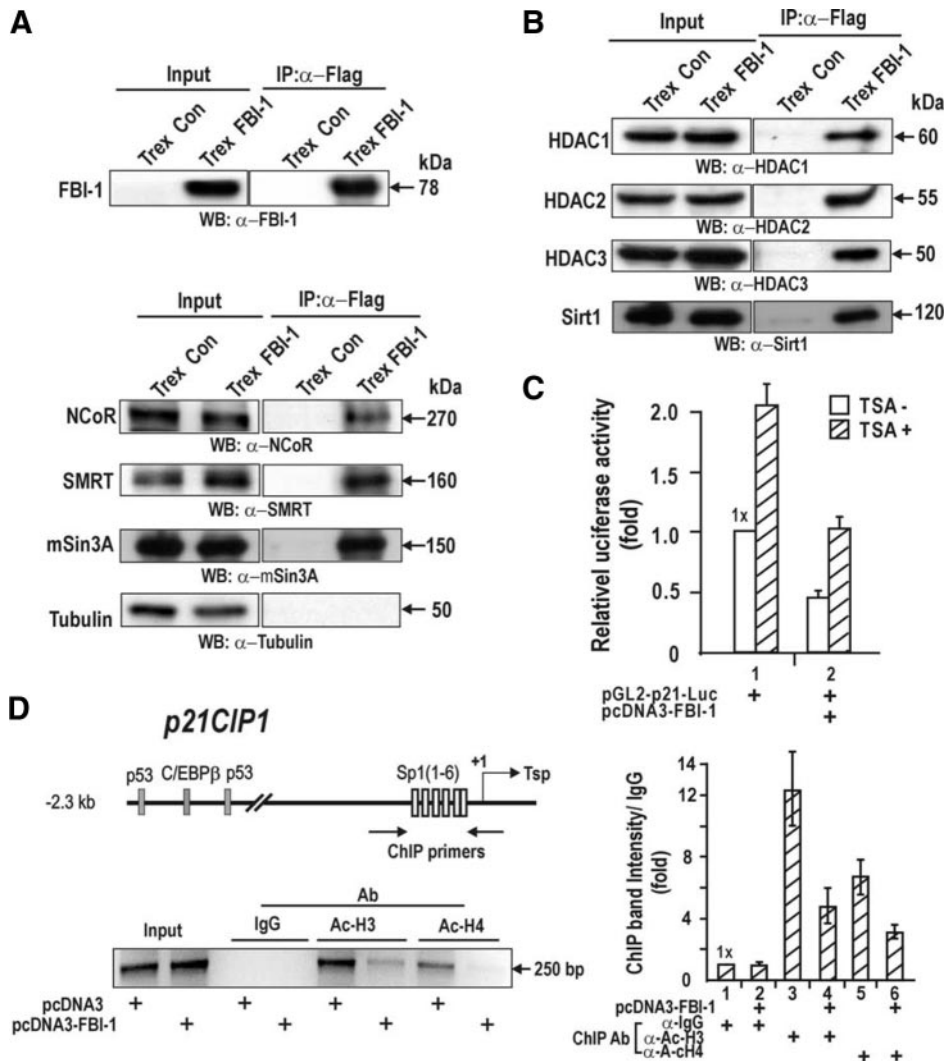 A
Input IP:α–Flag
Trex Con Trex FBI-1 Trex Con Trex FBI-1 kDa
FBI-1 78
WB: α–FBI-1
Input IP:α–Flag
Trex Con Trex FBI-1 Trex Con Trex FBI-1 kDa
NCoR 270
WB: α–NCoR
SMRT 160
WB: α–SMRT
mSin3A 150
WB: α–mSin3A
Tubulin 50
WB: α–Tubulin
B
Input IP:α–Flag
Trex Con Trex FBI-1 Trex Con Trex FBI-1 kDa
HDAC1 60
WB: α–HDAC1
HDAC2 55
WB: α–HDAC2
HDAC3 50
WB: α–HDAC3
Sirt1 120
WB: α–Sirt1
C
Relativel uciferase activity
(fold)
2.0
1.5
1.0
0.5
0
1x
TSA -
TSA +
1 2
pGL2-p21-Luc + +
pcDNA3-FBI-1 +
D
p21CIP1
p53 C/EBPβ p53 Sp1(1-6) +1 Tsp
-2.3 kb
ChIP primers
Ab
Input IgG Ac-H3 Ac-H4
250 bp
pcDNA3 + + + +
pcDNA3-FBI-1 + + + +
ChIP band Intensity/ IgG
(fold)
14
12
8
4
0
1x
1 2 3 4 5 6
pcDNA3-FBI-1 + + +
ChIP Ab
α-IgG + +
α-Ac-H3 + +
α-A-cH4 + +